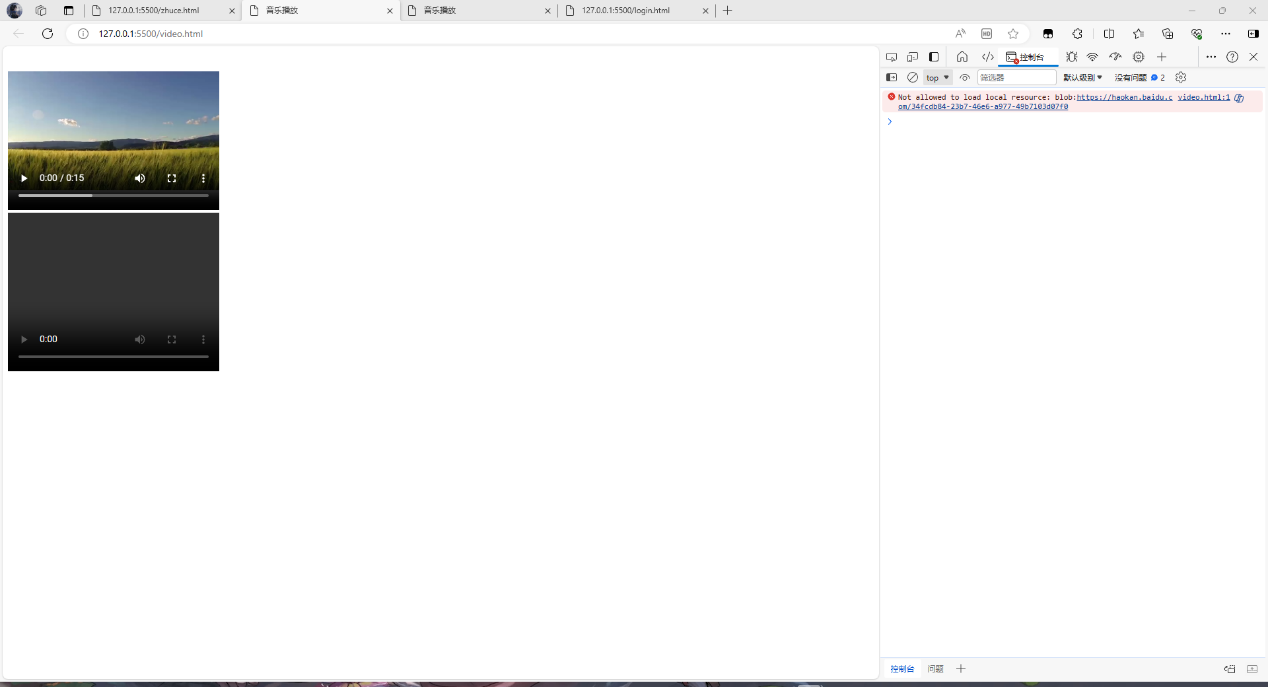 127.0.0.1:5500/zhuce.html
音乐播放
音乐播放
127.0.0.1:5500/login.html
127.0.0.1:5500/video.html
控制台
top
筛选器
默认级别
没有问题
2
Not allowed to load local resource: blob:https://haokan.baidu.c
om/34fcdb84-23b7-46e6-a977-49b7103d07f0
video.html:1
0:00 / 0:15
0:00
控制台
问题